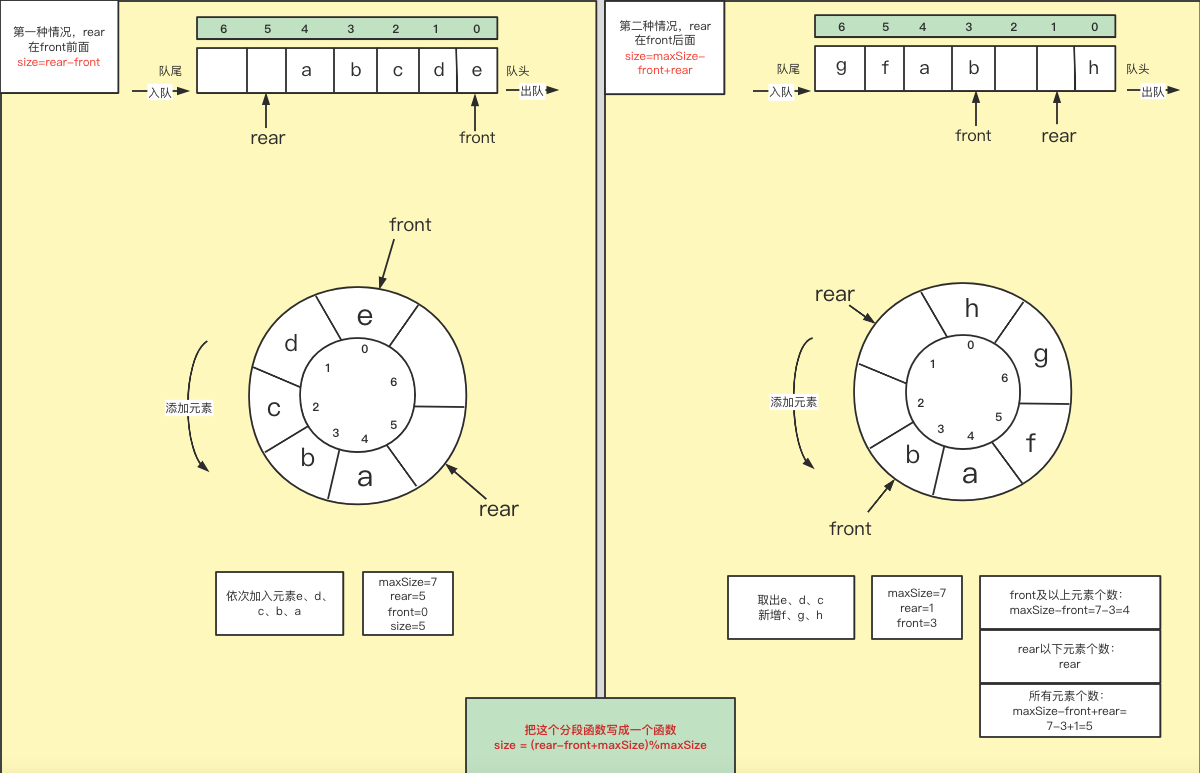 第一种情况，rear
在front前面
size=rear-front
6 5 4 3 2 1 0
a b c d e
队尾
入队
队头
出队
rear
front
front
e
d
c
b
a
0
1
2
3
4
5
6
添加元素
rear
依次加入元素e、d、
c、b、a
maxSize=7
rear=5
front=0
size=5
第二种情况，rear
在front后面
size=maxSize-
front+rear
6 5 4 3 2 1 0
g f a b h
队尾
入队
队头
出队
front
rear
rear
h
g
f
a
b
0
1
2
3
4
5
6
添加元素
front
取出e、d、c
新增f、g、h
maxSize=7
rear=1
front=3
front及以上元素个数：
maxSize-front=7-3=4
rear以下元素个数：
rear
所有元素个数：
maxSize-front+rear=
7-3+1=5
把这个分段函数写成一个函数
size = (rear-front+maxSize)%maxSize